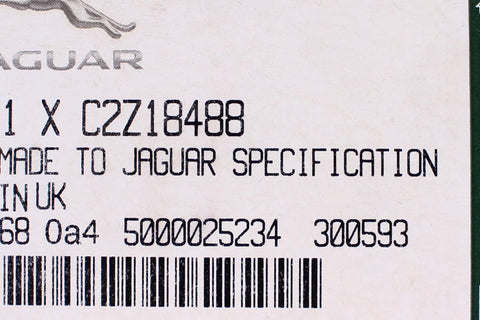 JAGUAR
1 X C2Z18488
MADE TO JAGUAR SPECIFICATION
IN UK
68 0a4 5000025234 300593